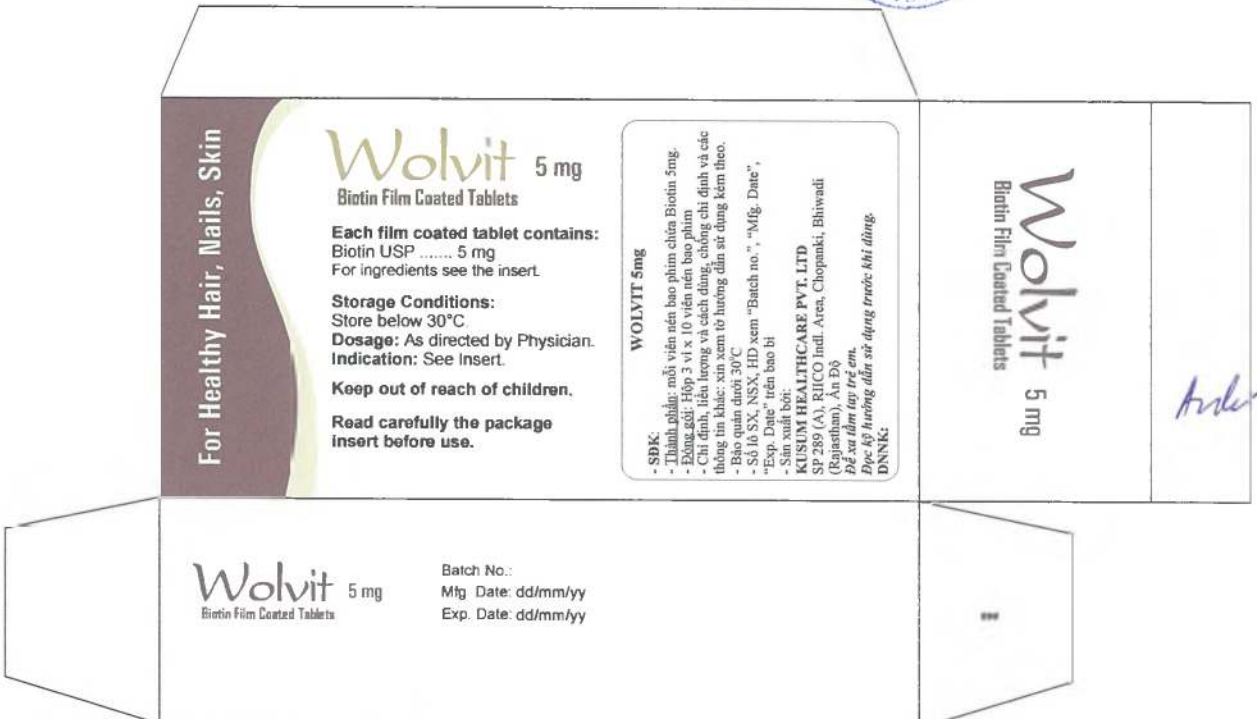 For Healthy Hair, Nails, Skin
Wolvit 5 mg
Biotin Film Coated Tablets
Each film coated tablet contains:
Biotin USP ....... 5 mg
For ingredients see the insert.
Storage Conditions:
Store below 30°C
Dosage: As directed by Physician.
Indication: See Insert.
Keep out of reach of children.
Read carefully the package
insert before use.
WOLVIT 5mg
- SĐK:
- Thành phần: mỗi viên nén bao phim chứa Biotin 5mg.
- Đóng gói: Hộp 3 vỉ x 10 viên nén bao phim
- Chỉ định, liều lượng và cách dùng, chống chỉ định và các
thông tin khác: xin xem tờ hướng dẫn sử dụng kèm theo.
- Bảo quản dưới 30°C
- Số lô SX, NSX, HD xem "Batch no.", "Mfg. Date",
"Exp. Date" trên bao bì
- Sản xuất bởi:
KUSUM HEALTHCARE PVT. LTD
SP 289 (A), RIICO Indl. Area, Chopanki, Bhiwadi
(Rajasthan), Ấn Độ
Để xa tầm tay trẻ em.
Đọc kỹ hướng dẫn sử dụng trước khi dùng.
DNNK:
Wolvit 5 mg
Biotin Film Coated Tablets
Wolvit 5 mg
Biotin Film Coated Tablets
Batch No.:
Mfg Date: dd/mm/yy
Exp. Date: dd/mm/yy